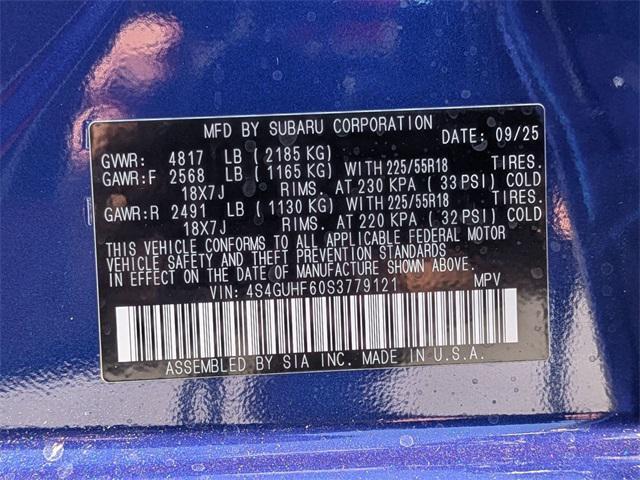 MFD BY SUBARU CORPORATION DATE: 09/25
GVWR: 4817 LB (2185 KG)
GAWR:F 2568 LB (1165 KG) WITH 225/55R18 TIRES.
18X7J RIMS. AT 230 KPA (33 PSI) COLD
GAWR:R 2491 LB (1130 KG) WITH 225/55R18 TIRES.
18X7J RIMS. AT 220 KPA (32 PSI) COLD
THIS VEHICLE CONFORMS TO ALL APPLICABLE FEDERAL MOTOR
VEHICLE SAFETY AND THEFT PREVENTION STANDARDS
IN EFFECT ON THE DATE OF MANUFACTURE SHOWN ABOVE.
VIN: 4S4GUHF60S3779121 MPV
ASSEMBLED BY SIA INC. MADE IN U.S.A.